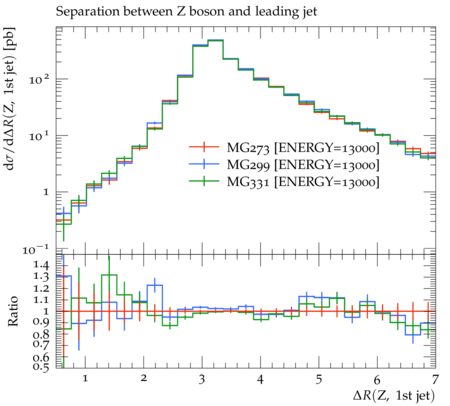 Separation between Z boson and leading jet
dσ/dΔR(Z, 1st jet) [pb]
10²
10¹
1
10⁻¹
MG273 [ENERGY=13000]
MG299 [ENERGY=13000]
MG331 [ENERGY=13000]
Ratio
1.4
1.3
1.2
1.1
1
0.9
0.8
0.7
0.6
0.5
1 2 3 4 5 6 7
ΔR(Z, 1st jet)